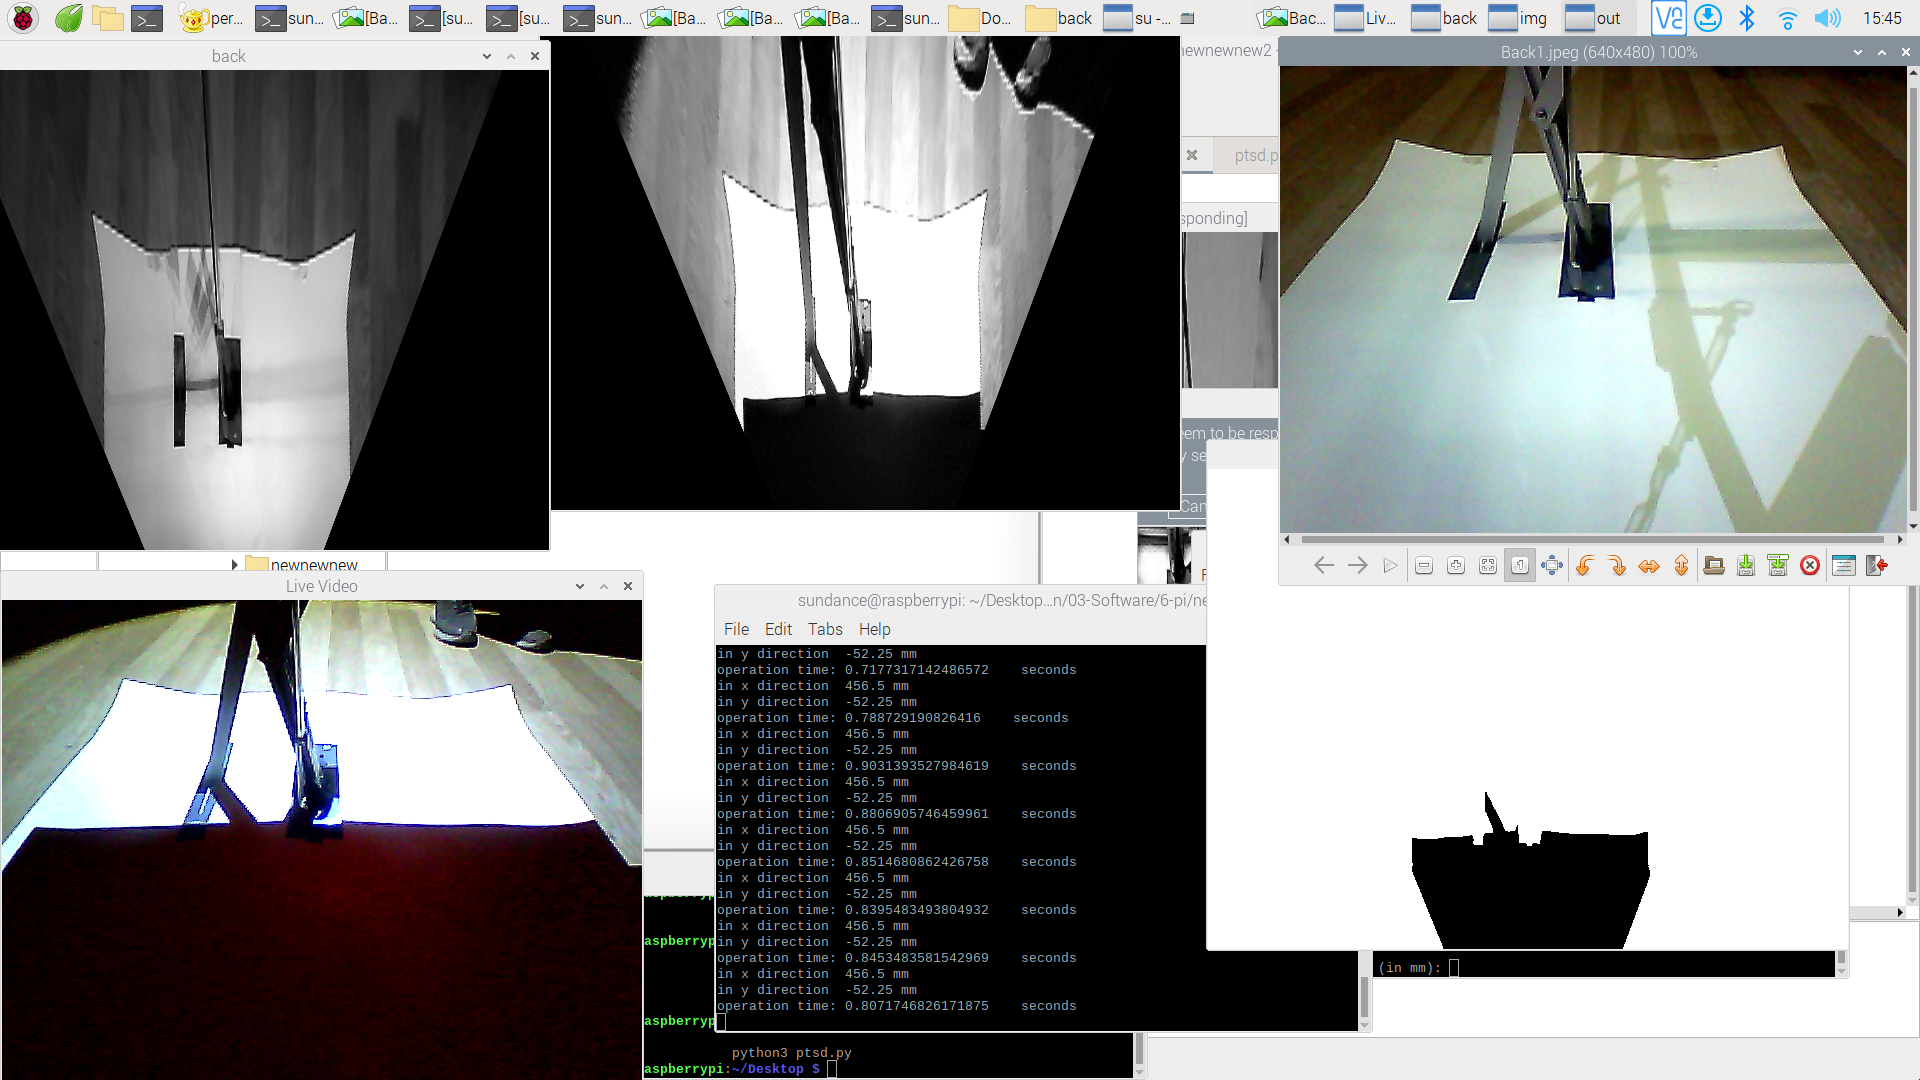 per... sun... [Ba... [su... [su... sun... [Ba... [Ba... [Ba... sun... Do... back su -... Bac... Liv... back img out 15:45
back
newnewnew2 -
Back1.jpeg (640x480) 100%
ptsd.p
sponding]
eem to be resp
y se
Can
newnewnew
Live Video
sundance@raspberrypi: ~/Desktop...n/03-Software/6-pi/ne
File Edit Tabs Help
in y direction -52.25 mm
operation time: 0.7177317142486572 seconds
in x direction 456.5 mm
in y direction -52.25 mm
operation time: 0.788729190826416 seconds
in x direction 456.5 mm
in y direction -52.25 mm
operation time: 0.9031393527984619 seconds
in x direction 456.5 mm
in y direction -52.25 mm
operation time: 0.8806905746459961 seconds
in x direction 456.5 mm
in y direction -52.25 mm
operation time: 0.8514680862426758 seconds
in x direction 456.5 mm
in y direction -52.25 mm
operation time: 0.8395483493804932 seconds
in x direction 456.5 mm
in y direction -52.25 mm
operation time: 0.8453483581542969 seconds
in x direction 456.5 mm
in y direction -52.25 mm
operation time: 0.8071746826171875 seconds
(in mm):
aspberryp
aspberryp
python3 ptsd.py
aspberrypi:~/Desktop $